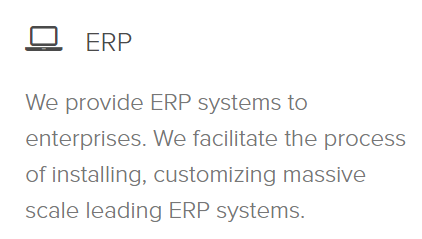 ERP
We provide ERP systems to
enterprises. We facilitate the process
of installing, customizing massive
scale leading ERP systems.